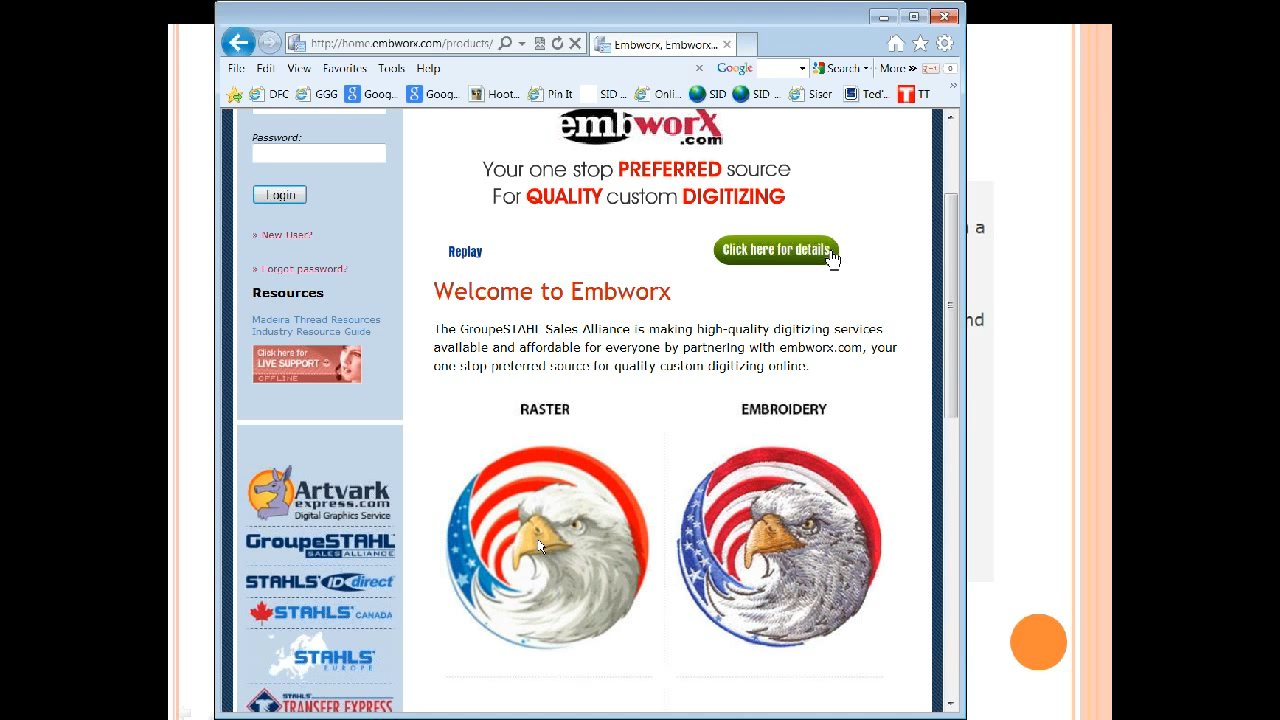 http://home.embworx.com/products/
Embworx, Embworx...
File Edit View Favorites Tools Help
Google
Search
More »
DFC GGG Goog... Goog... Hoot... Pin It SID ... Onli... SID SID ... Siser Ted'... TT
Password:
Login
» New User?
» Forgot password?
Resources
Madeira Thread Resources
Industry Resource Guide
Click here for
LIVE SUPPORT
OFFLINE
Artvark
express.com
Digital Graphics Service
GroupeSTAHL
SALES ALLIANCE
STAHLS' ID direct
STAHLS' CANADA
STAHLS'
EUROPE
STAHLS'
TRANSFER EXPRESS
embworx
.com
Your one stop PREFERRED source
For QUALITY custom DIGITIZING
Replay
Click here for details
Welcome to Embworx
The GroupeSTAHL Sales Alliance is making high-quality digitizing services
available and affordable for everyone by partnering with embworx.com, your
one stop preferred source for quality custom digitizing online.
RASTER
EMBROIDERY
a